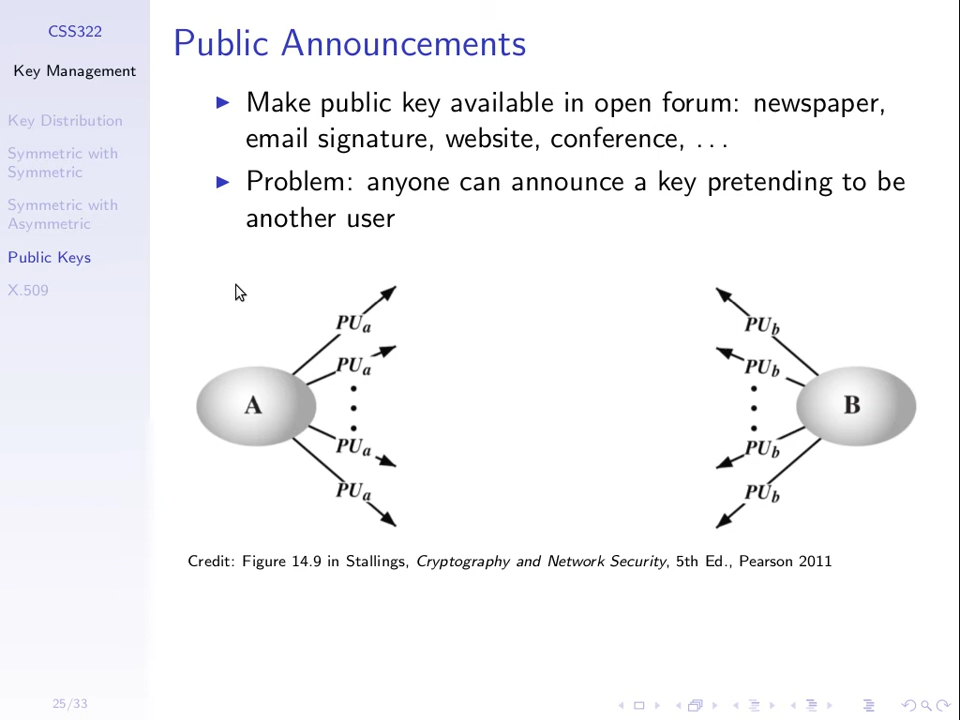 CSS322
Key Management
Key Distribution
Symmetric with
Symmetric
Symmetric with
Asymmetric
Public Keys
X.509
25/33
Public Announcements
Make public key available in open forum: newspaper,
email signature, website, conference, ...
Problem: anyone can announce a key pretending to be
another user
PUa
PUa
A
PUa
PUa
PUb
PUb
B
PUb
PUb
Credit: Figure 14.9 in Stallings, Cryptography and Network Security, 5th Ed., Pearson 2011